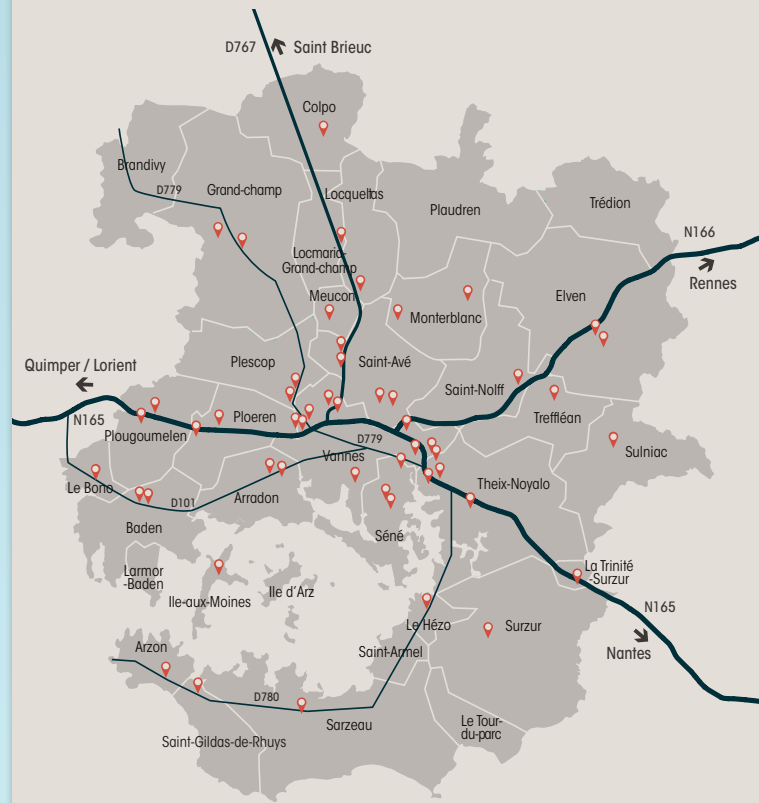 D767
Saint Brieuc
Colpo
Brandivy
D779
Grand-champ
Locqueltas
Plaudren
Trédion
N166
Rennes
Locmaria-
Grand-champ
Meucon
Monterblanc
Elven
Quimper / Lorient
Plescop
Saint-Avé
Saint-Nolff
Treffléan
N165
Plougoumelen
Ploeren
D779
Vannes
Sulniac
Le Bono
D101
Arradon
Theix-Noyalo
Baden
Séné
Larmor
-Baden
Ile-aux-Moines
Ile d'Arz
La Trinité
-Surzur
N165
Nantes
Le Hézo
Surzur
Arzon
Saint-Armel
D780
Sarzeau
Saint-Gildas-de-Rhuys
Le Tour-
du-parc